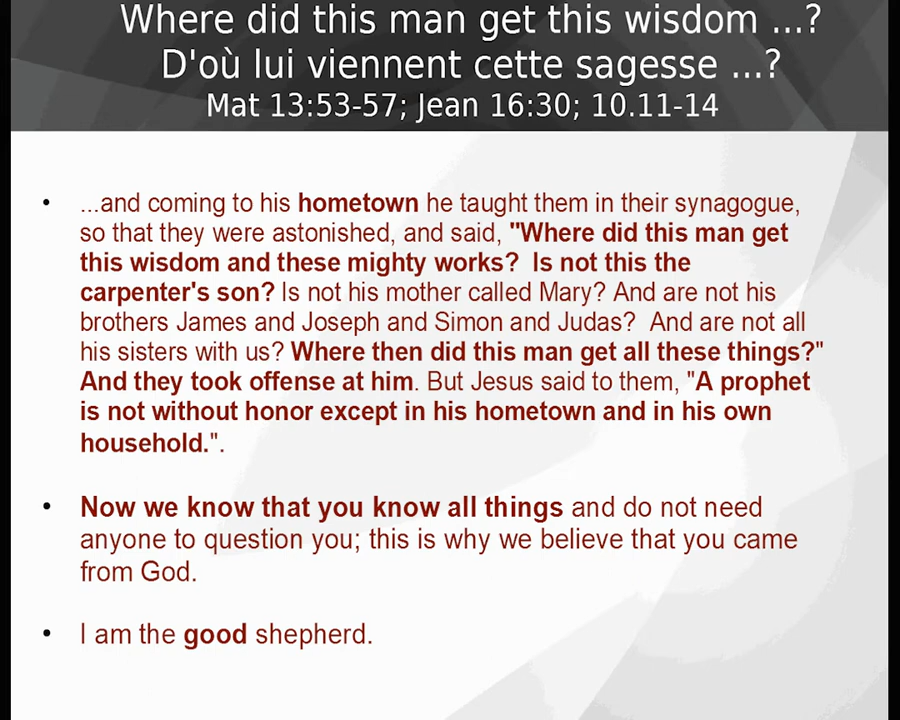 Where did this man get this wisdom ...?
D'où lui viennent cette sagesse ...?
Mat 13:53-57; Jean 16:30; 10.11-14
• ...and coming to his hometown he taught them in their synagogue,
so that they were astonished, and said, "Where did this man get
this wisdom and these mighty works?  Is not this the
carpenter's son? Is not his mother called Mary? And are not his
brothers James and Joseph and Simon and Judas?  And are not all
his sisters with us? Where then did this man get all these things?"
And they took offense at him. But Jesus said to them, "A prophet
is not without honor except in his hometown and in his own
household.".
• Now we know that you know all things and do not need
anyone to question you; this is why we believe that you came
from God.
• I am the good shepherd.